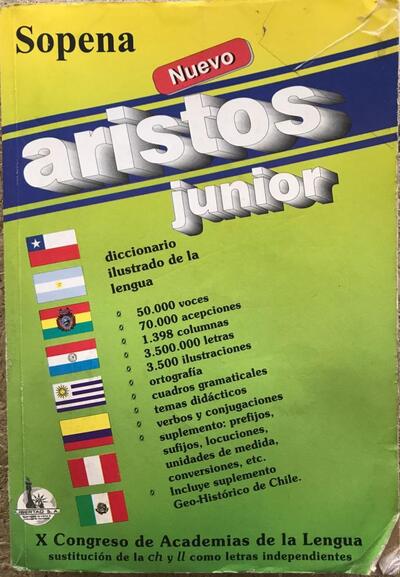 Sopena
Nuevo
aristos
junior
diccionario
ilustrado de la
lengua
50.000 voces
70.000 acepciones
1.398 columnas
3.500.000 letras
3.500 ilustraciones
ortografía
cuadros gramaticales
temas didácticos
verbos y conjugaciones
suplemento: prefijos,
sufijos, locuciones,
unidades de medida,
conversiones, etc.
Incluye suplemento
Geo-Histórico de Chile.
LIBERTAD S.A.
X Congreso de Academias de la Lengua
sustitución de la ch y ll como letras independientes